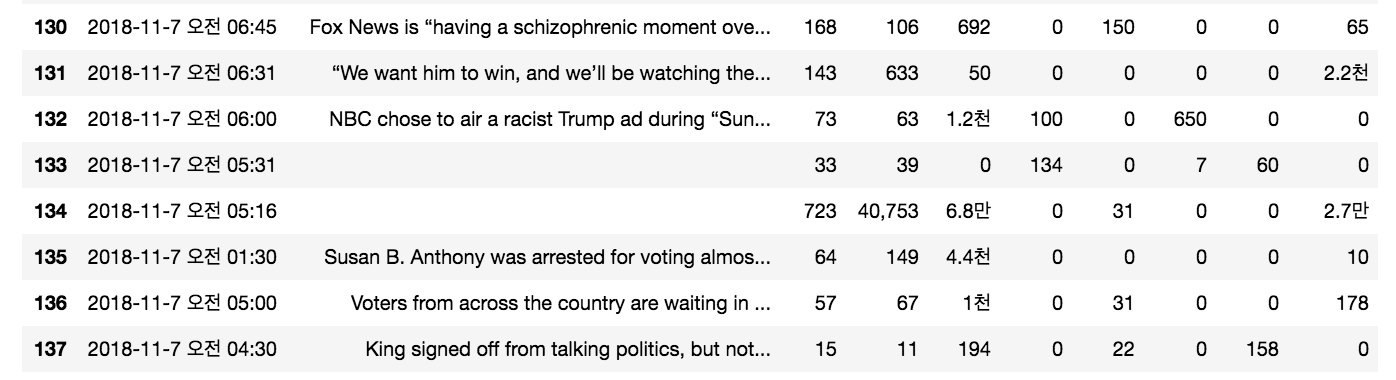 130 2018-11-7 오전 06:45 Fox News is “having a schizophrenic moment ove... 168 106 692 0 150 0 0 65
131 2018-11-7 오전 06:31 “We want him to win, and we’ll be watching the... 143 633 50 0 0 0 0 2.2천
132 2018-11-7 오전 06:00 NBC chose to air a racist Trump ad during “Sun... 73 63 1.2천 100 0 650 0 0
133 2018-11-7 오전 05:31 33 39 0 134 0 7 60 0
134 2018-11-7 오전 05:16 723 40,753 6.8만 0 31 0 0 2.7만
135 2018-11-7 오전 01:30 Susan B. Anthony was arrested for voting almos... 64 149 4.4천 0 0 0 0 10
136 2018-11-7 오전 05:00 Voters from across the country are waiting in ... 57 67 1천 0 31 0 0 178
137 2018-11-7 오전 04:30 King signed off from talking politics, but not... 15 11 194 0 22 0 158 0